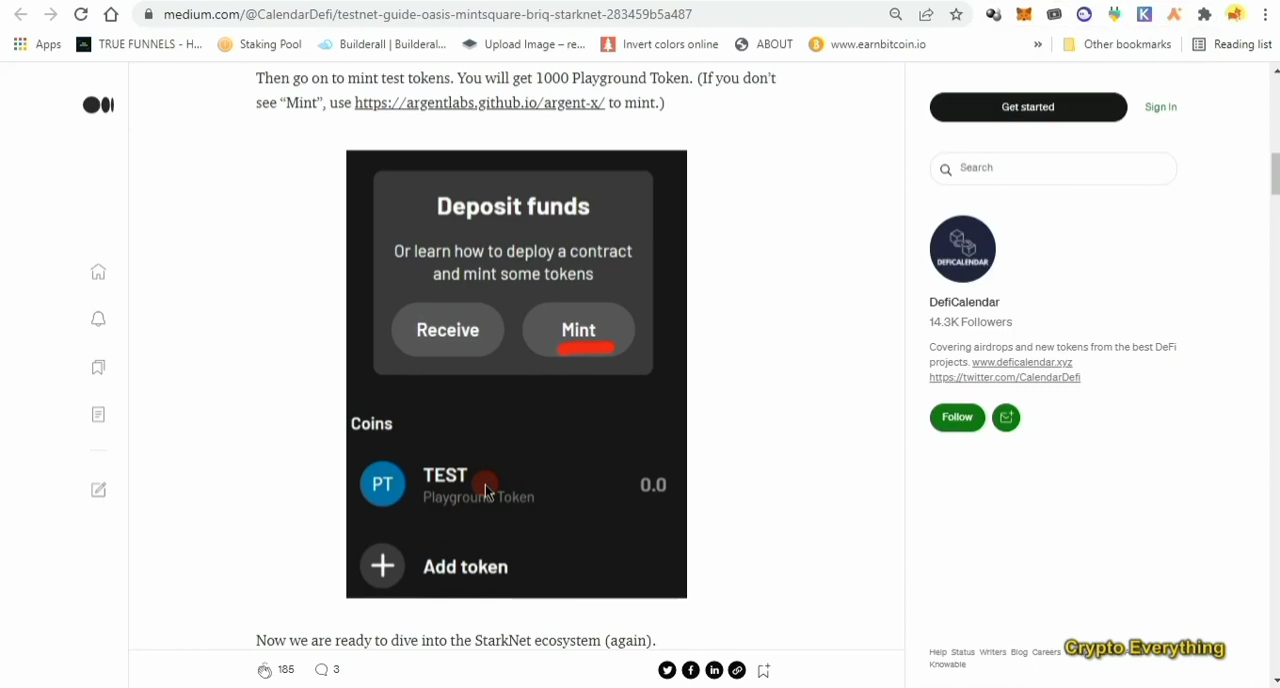 medium.com/@CalendarDefi/testnet-guide-oasis-mintsquare-briq-starknet-283459b5a487
Apps
TRUE FUNNELS - H...
Staking Pool
Builderall | Builderal...
Upload Image – re...
Invert colors online
ABOUT
www.earnbitcoin.io
»
Other bookmarks
Reading list
Then go on to mint test tokens. You will get 1000 Playground Token. (If you don't
see “Mint”, use https://argentlabs.github.io/argent-x/ to mint.)
Get started
Sign In
Search
Deposit funds
Or learn how to deploy a contract
and mint some tokens
Receive
Mint
DEFICALENDAR
DefiCalendar
14.3K Followers
Covering airdrops and new tokens from the best DeFi
projects. www.deficalendar.xyz
https://twitter.com/CalendarDefi
Follow
Coins
PT
TEST
Playground Token
0.0
Add token
Now we are ready to dive into the StarkNet ecosystem (again).
185
3
Help Status Writers Blog Careers
Knowable
Crypto Everything